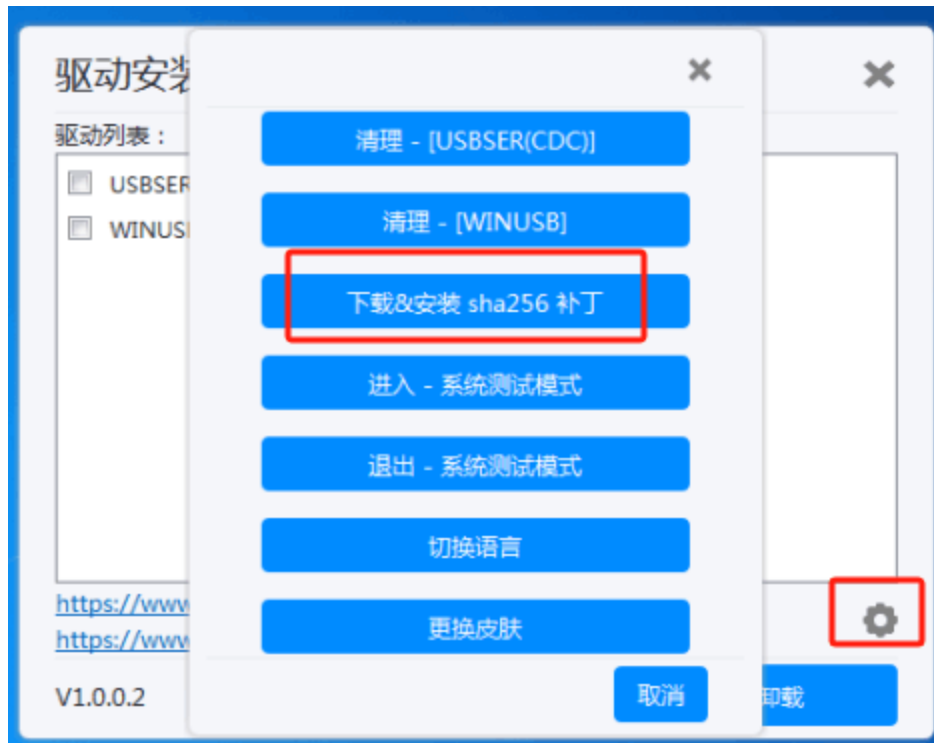 驱动安装
驱动列表：
USBSER
WINUS
https://www
https://www
V1.0.0.2
卸载
清理 - [USBSER(CDC)]
清理 - [WINUSB]
下载&安装 sha256 补丁
进入 - 系统测试模式
退出 - 系统测试模式
切换语言
更换皮肤
取消